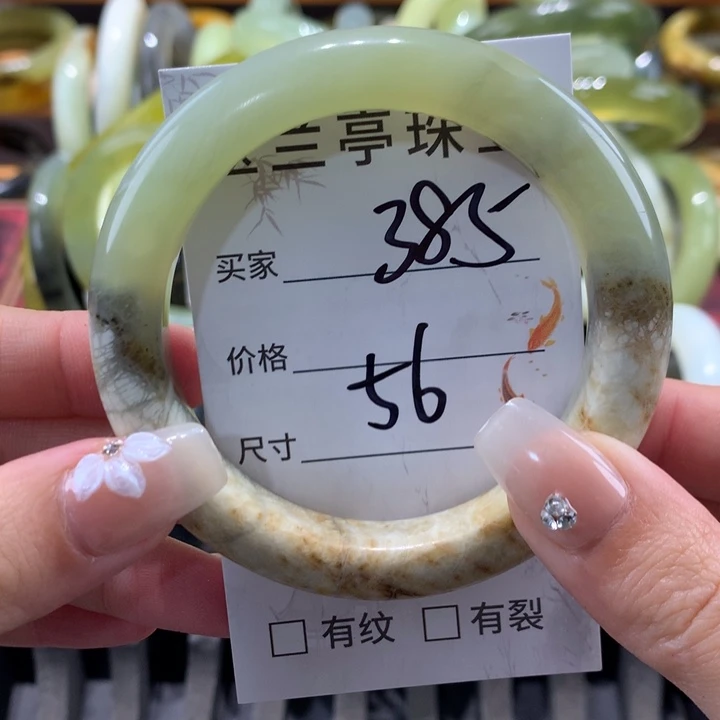 兰亭珠
买家 385
价格 56
尺寸
□ 有纹 □ 有裂